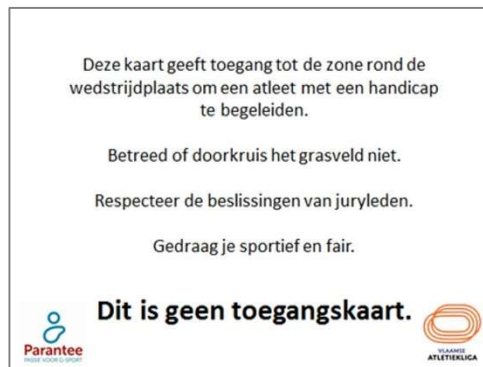 Deze kaart geeft toegang tot de zone rond de
wedstrijdplaats om een atleet met een handicap
te begeleiden.
Betreed of doorkruis het grasveld niet.
Respecteer de beslissingen van juryleden.
Gedraag je sportief en fair.
Dit is geen toegangskaart.
Parantee
PASSIE VOOR G-SPORT
VLAAMSE
ATLETIEKLIGA